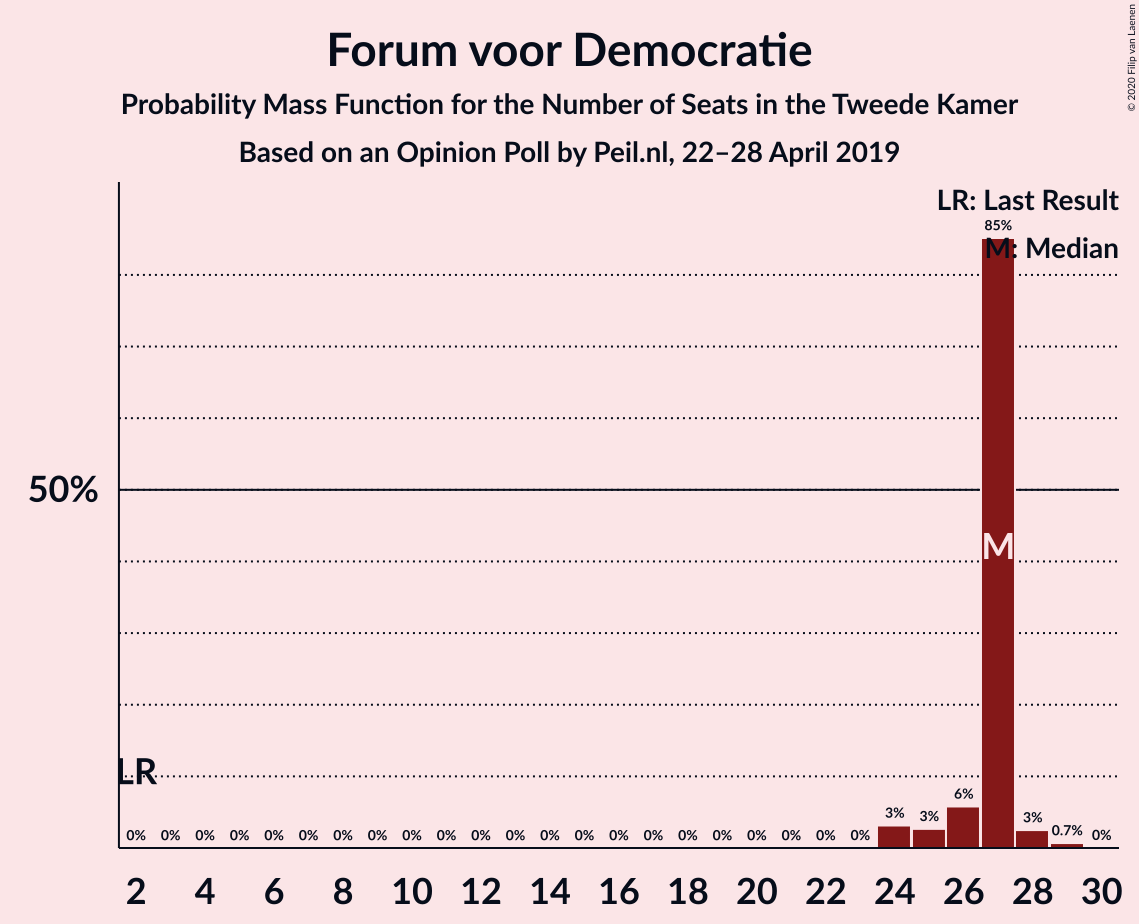 Forum voor Democratie
Probability Mass Function for the Number of Seats in the Tweede Kamer
Based on an Opinion Poll by Peil.nl, 22–28 April 2019
© 2020 Filip van Laenen
LR: Last Result
85%
M: Median
50%
M
LR
0% 0% 0% 0% 0% 0% 0% 0% 0% 0% 0% 0% 0% 0% 0% 0% 0% 0% 0% 0% 0% 0% 3% 3% 6% 3% 0.7% 0%
2 4 6 8 10 12 14 16 18 20 22 24 26 28 30